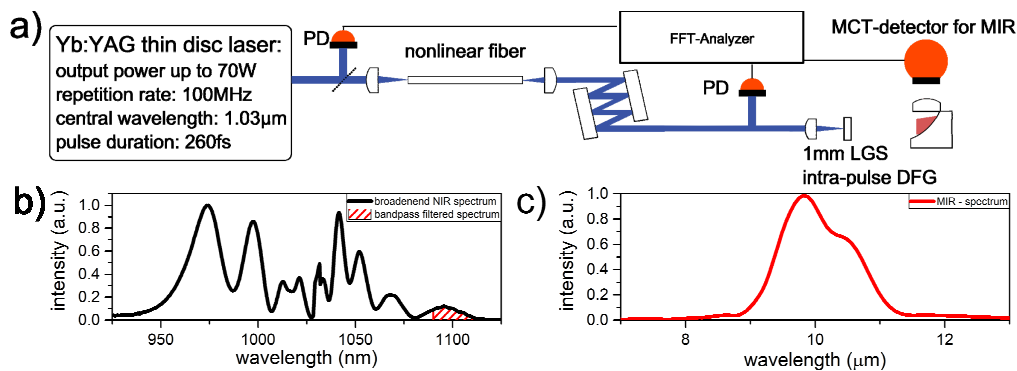 a)
Yb:YAG thin disc laser:
output power up to 70W
repetition rate: 100MHz
central wavelength: 1.03µm
pulse duration: 260fs
PD
nonlinear fiber
FFT-Analyzer
MCT-detector for MIR
PD
1mm LGS
intra-pulse DFG
b)
broadenend NIR spectrum
bandpass filtered spectrum
intensity (a.u.)
1.0
0.8
0.6
0.4
0.2
0.0
950
1000
1050
1100
wavelength (nm)
c)
MIR - spectrum
intensity (a.u.)
1.0
0.8
0.6
0.4
0.2
0.0
8
10
12
wavelength (µm)